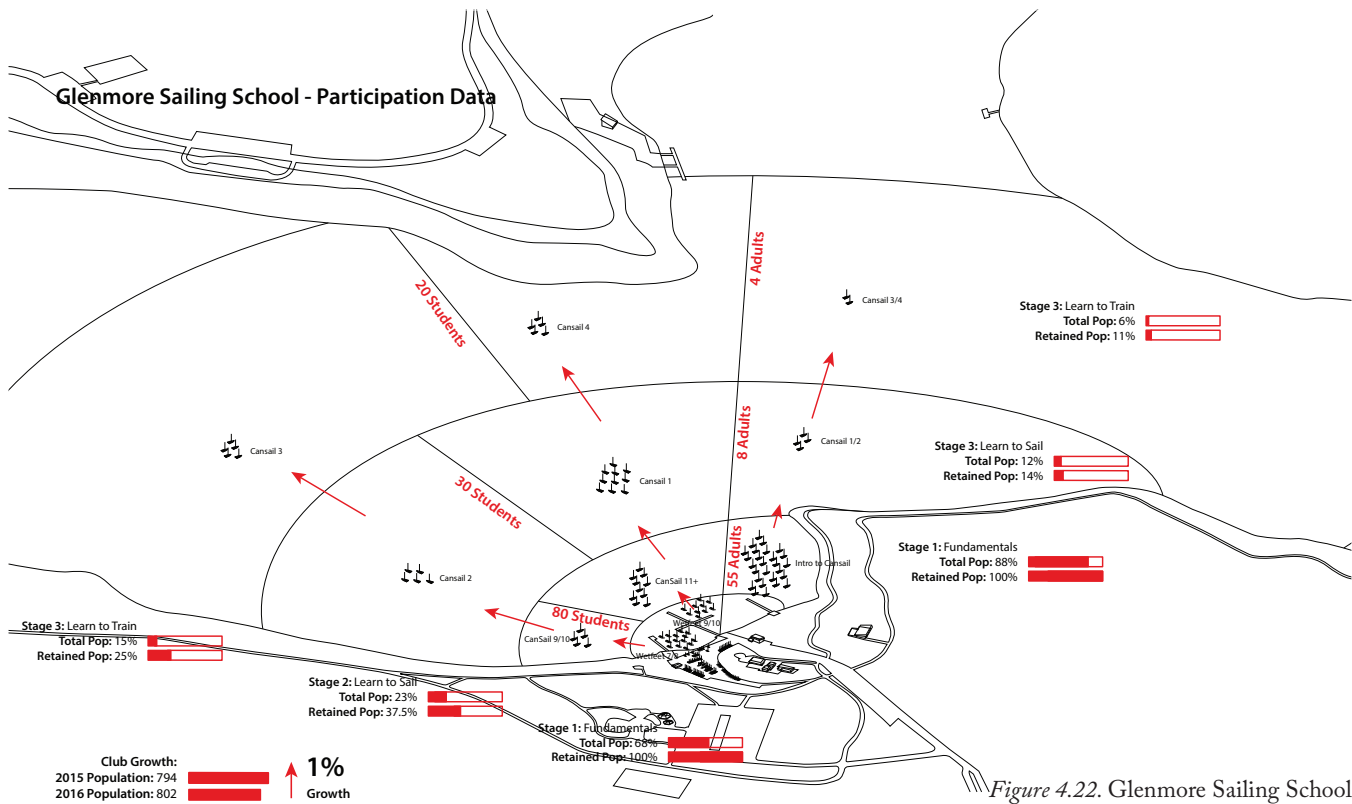 Glenmore Sailing School - Participation Data
4 Adults
20 Students
Cansail 3/4
Cansail 4
Stage 3: Learn to Train
Total Pop: 6%
Retained Pop: 11%
8 Adults
Cansail 1/2
Cansail 3
Cansail 1
30 Students
Stage 3: Learn to Sail
Total Pop: 12%
Retained Pop: 14%
55 Adults
Intro to Cansail
Stage 1: Fundamentals
Total Pop: 88%
Retained Pop: 100%
Cansail 2
CanSail 11+
80 Students
Wetfeet 9/10
CanSail 9/10
Wetfeet 7/8
Stage 3: Learn to Train
Total Pop: 15%
Retained Pop: 25%
Stage 2: Learn to Sail
Total Pop: 23%
Retained Pop: 37.5%
Stage 1: Fundamentals
Total Pop: 68%
Retained Pop: 100%
Club Growth:
2015 Population: 794
2016 Population: 802
1%
Growth
Figure 4.22. Glenmore Sailing School